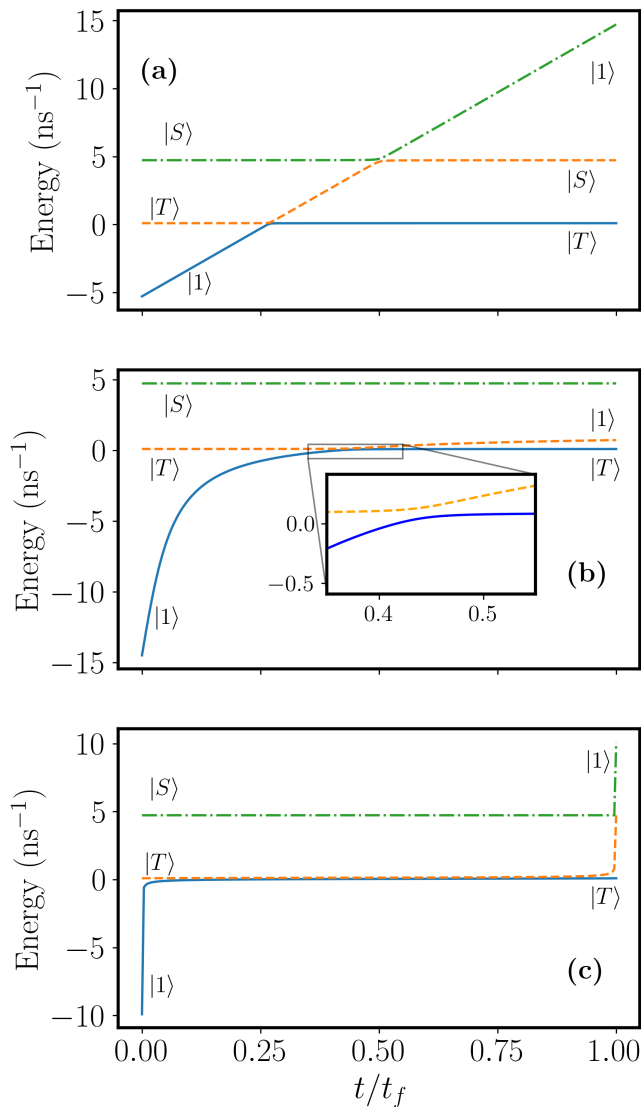 15
10
5
0
−5
Energy (ns⁻¹)
(a)
|S⟩
|T⟩
|1⟩
|1⟩
|S⟩
|T⟩
5
0
−5
−10
−15
Energy (ns⁻¹)
|S⟩
|T⟩
|1⟩
|1⟩
|T⟩
0.0
−0.5
0.4
0.5
(b)
10
5
0
−5
−10
Energy (ns⁻¹)
|S⟩
|T⟩
|1⟩
|1⟩
|T⟩
(c)
0.00
0.25
0.50
0.75
1.00
t/t_f